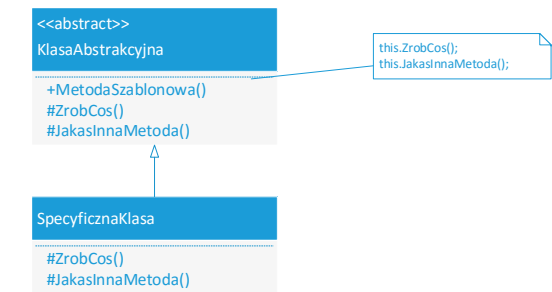 <<abstract>>
KlasaAbstrakcyjna
+MetodaSzablonowa()
#ZrobCos()
#JakasInnaMetoda()
this.ZrobCos();
this.JakasInnaMetoda();
SpecyficznaKlasa
#ZrobCos()
#JakasInnaMetoda()